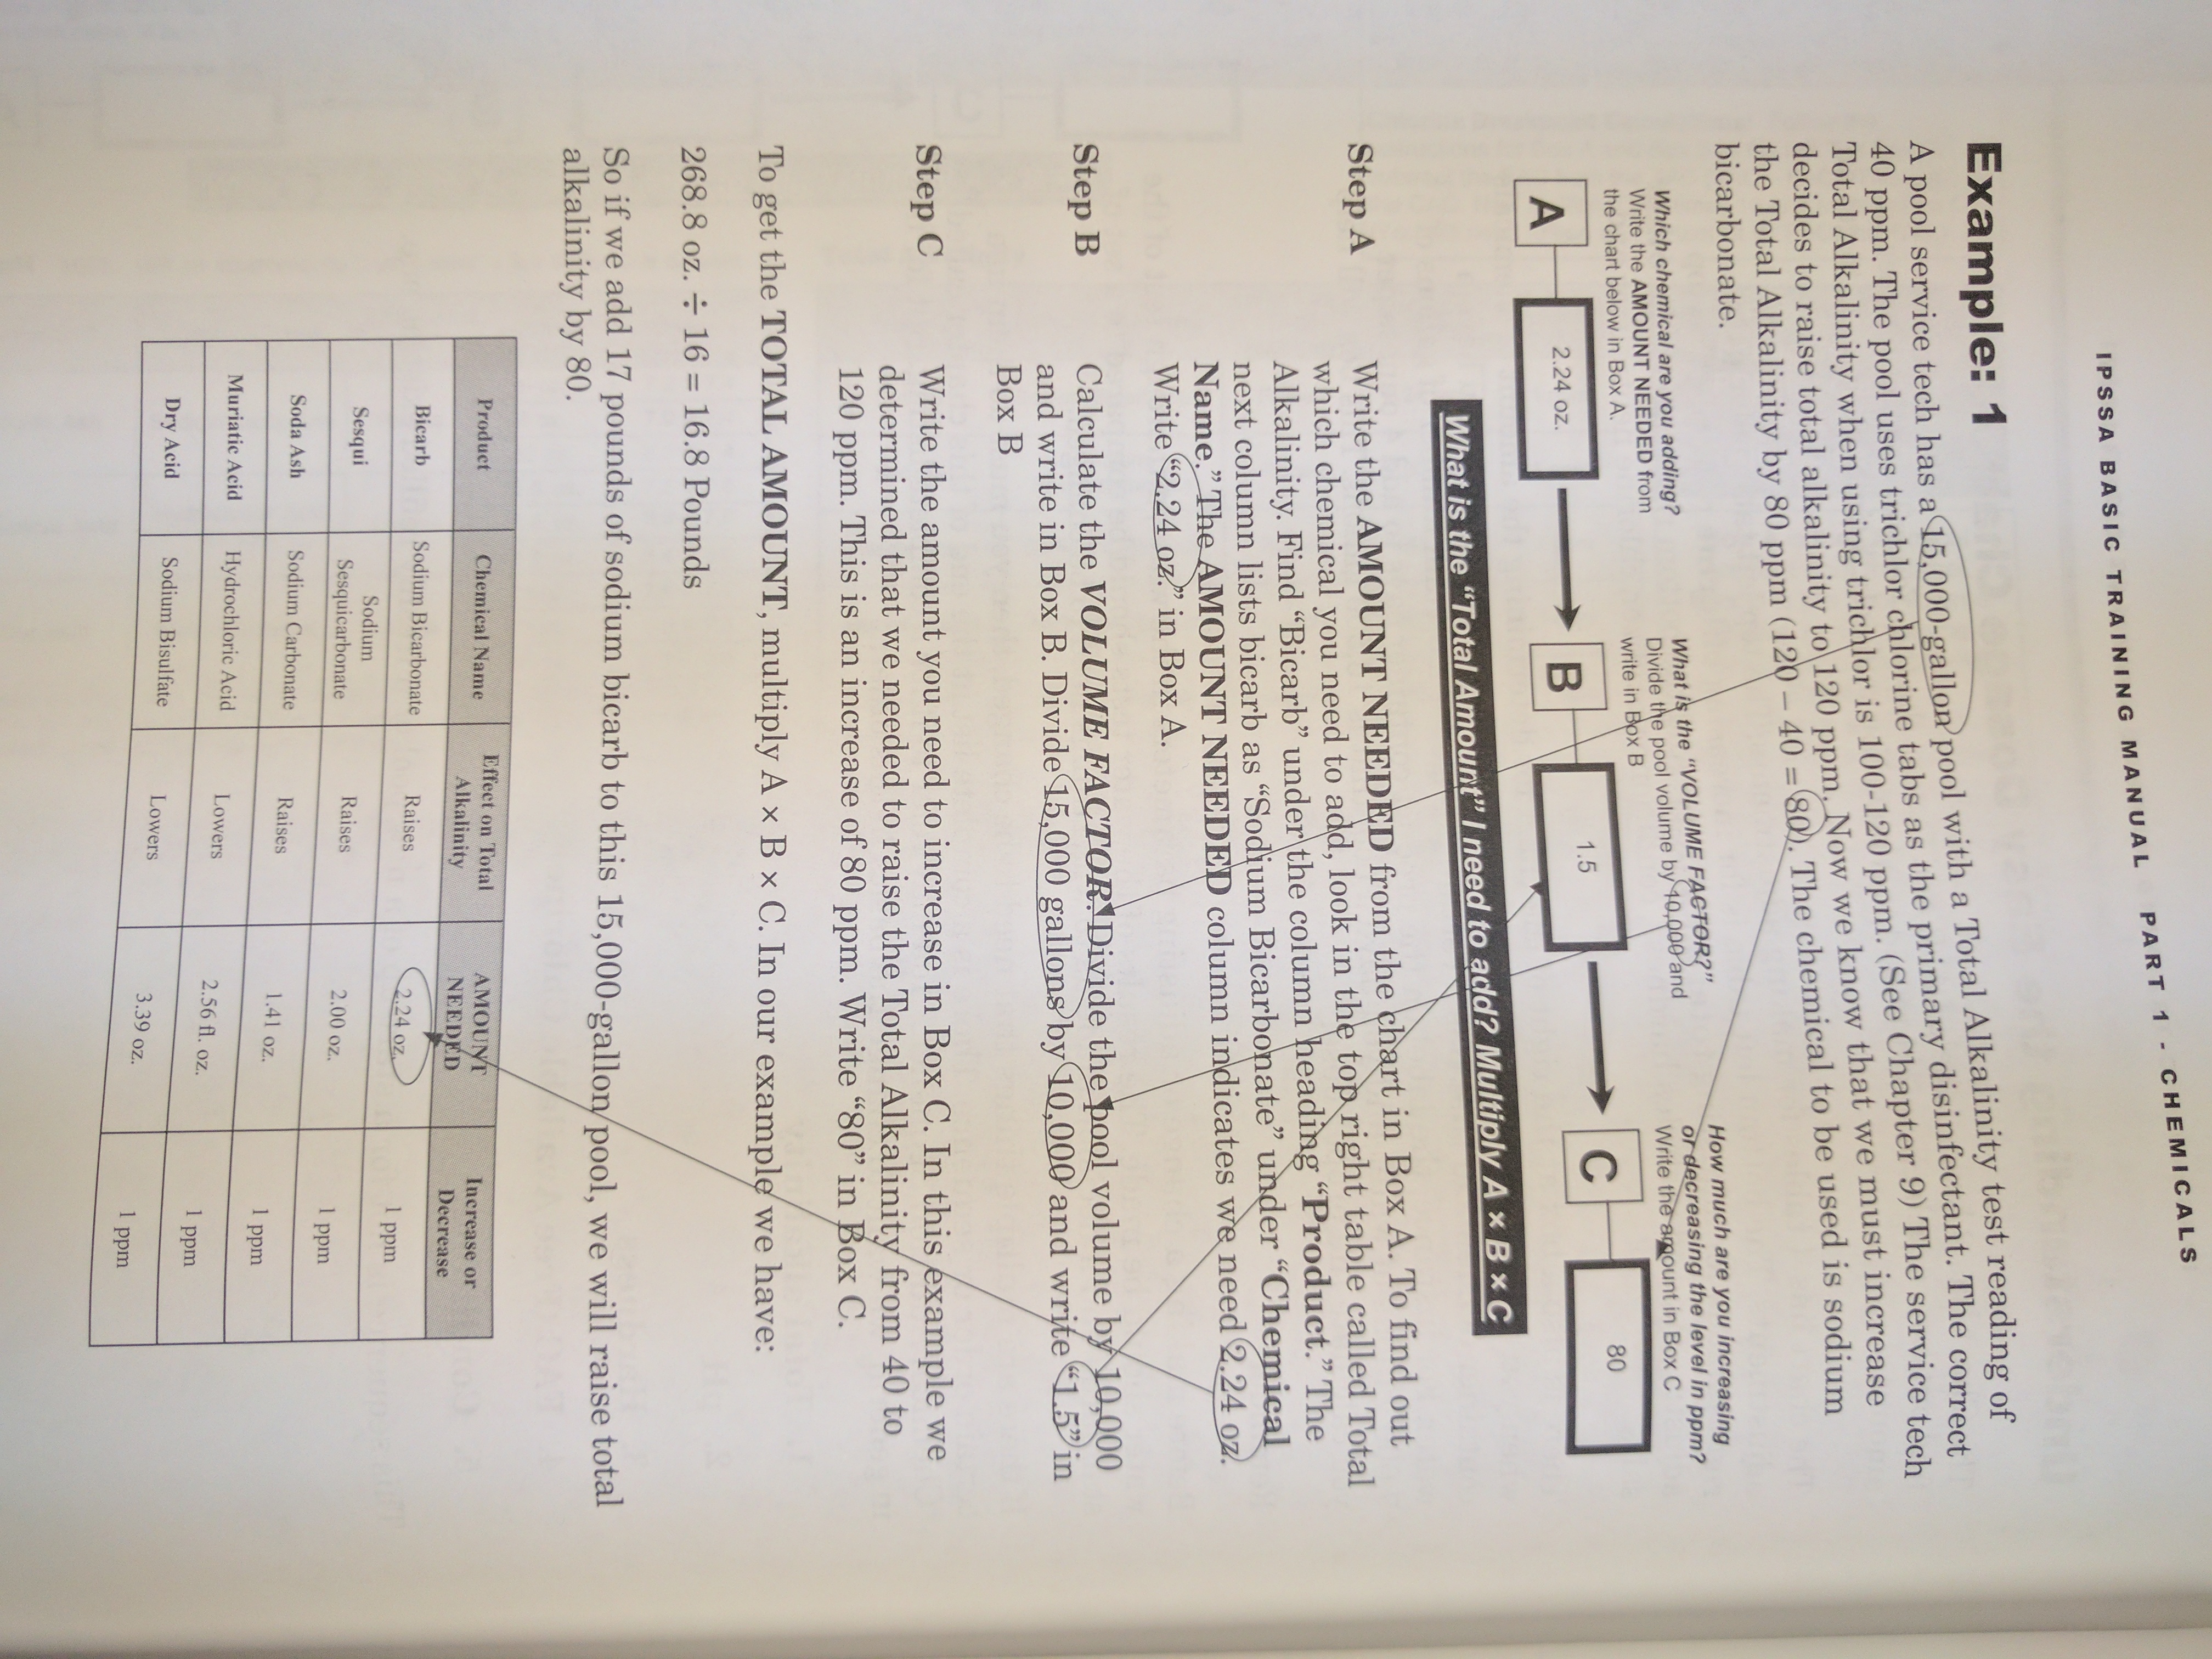 IPSSA BASIC TRAINING MANUAL PART 1 - CHEMICALS
Example: 1
A pool service tech has a 15,000-gallon pool with a Total Alkalinity test reading of
40 ppm. The pool uses trichlor chlorine tabs as the primary disinfectant. The correct
Total Alkalinity when using trichlor is 100-120 ppm. (See Chapter 9) The service tech
decides to raise total alkalinity to 120 ppm. Now we know that we must increase
the Total Alkalinity by 80 ppm (120 – 40 = 80). The chemical to be used is sodium
bicarbonate.
Which chemical are you adding?
Write the AMOUNT NEEDED from
the chart below in Box A.
A
2.24 oz.
What is the “VOLUME FACTOR?”
Divide the pool volume by 10,000 and
write in Box B
B
1.5
How much are you increasing
or decreasing the level in ppm?
Write the amount in Box C
C
80
What is the “Total Amount” I need to add? Multiply A × B × C
Step A
Write the AMOUNT NEEDED from the chart in Box A. To find out
which chemical you need to add, look in the top right table called Total
Alkalinity. Find “Bicarb” under the column heading “Product.” The
next column lists bicarb as “Sodium Bicarbonate” under “Chemical
Name.” The AMOUNT NEEDED column indicates we need 2.24 oz.
Write “2.24 oz.” in Box A.
Step B
Calculate the VOLUME FACTOR. Divide the pool volume by 10,000
and write in Box B. Divide 15,000 gallons by 10,000 and write “1.5” in
Box B
Step C
Write the amount you need to increase in Box C. In this example we
determined that we needed to raise the Total Alkalinity from 40 to
120 ppm. This is an increase of 80 ppm. Write “80” in Box C.
To get the TOTAL AMOUNT, multiply A × B × C. In our example we have:
268.8 oz. ÷ 16 = 16.8 Pounds
So if we add 17 pounds of sodium bicarb to this 15,000-gallon pool, we will raise total
alkalinity by 80.
Product Chemical Name Effect on Total Alkalinity AMOUNT NEEDED Increase or Decrease
Bicarb Sodium Bicarbonate Raises 2.24 oz. 1 ppm
Sesqui Sodium Sesquicarbonate Raises 2.00 oz. 1 ppm
Soda Ash Sodium Carbonate Raises 1.41 oz. 1 ppm
Muriatic Acid Hydrochloric Acid Lowers 2.56 fl. oz. 1 ppm
Dry Acid Sodium Bisulfate Lowers 3.39 oz. 1 ppm